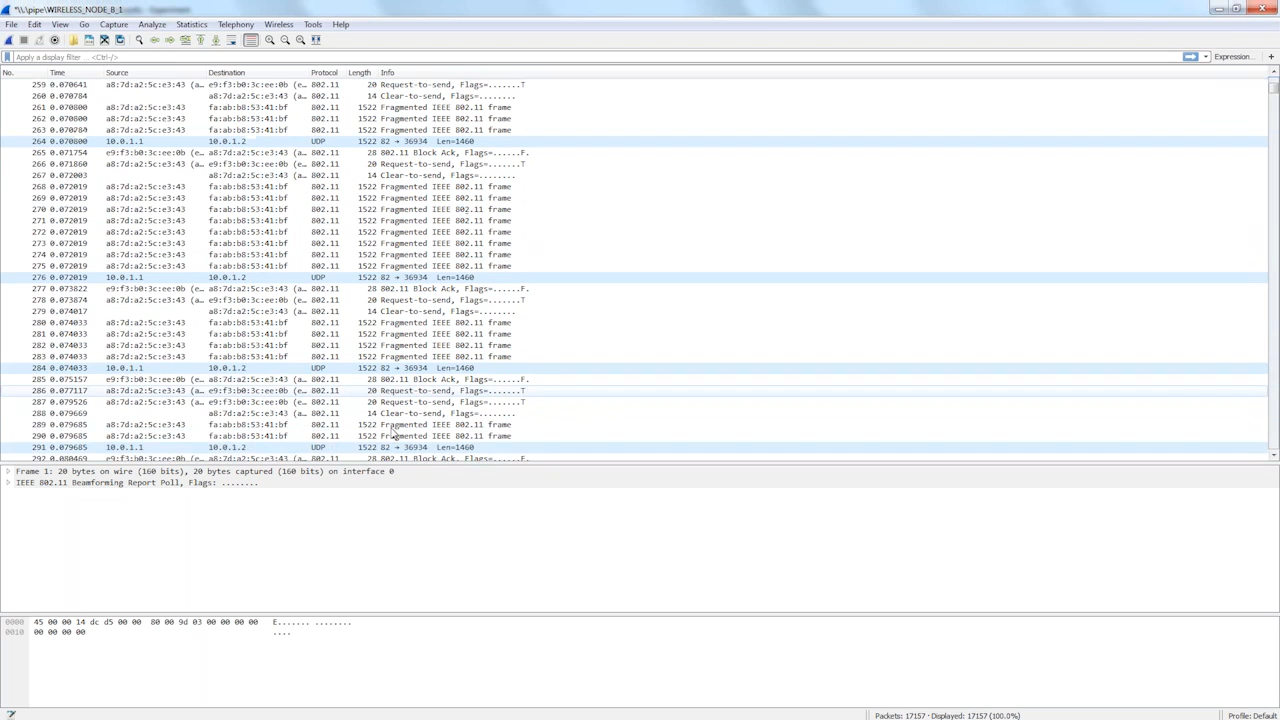 *\\.\pipe\WIRELESS_NODE_B_1
File Edit View Go Capture Analyze Statistics Telephony Wireless Tools Help
Apply a display filter ... <Ctrl-/> Expression... +
No. Time Source Destination Protocol Length Info
259 0.070641 a8:7d:a2:5c:e3:43 (a… e9:f3:b0:3c:ee:0b (e… 802.11 20 Request-to-send, Flags=.......T
260 0.070784 a8:7d:a2:5c:e3:43 (a… 802.11 14 Clear-to-send, Flags=........
261 0.070800 a8:7d:a2:5c:e3:43 fa:ab:b8:53:41:bf 802.11 1522 Fragmented IEEE 802.11 frame
262 0.070800 a8:7d:a2:5c:e3:43 fa:ab:b8:53:41:bf 802.11 1522 Fragmented IEEE 802.11 frame
263 0.070784 a8:7d:a2:5c:e3:43 fa:ab:b8:53:41:bf 802.11 1522 Fragmented IEEE 802.11 frame
264 0.070800 10.0.1.1 10.0.1.2 UDP 1522 82 → 36934 Len=1460
265 0.071754 e9:f3:b0:3c:ee:0b (e… a8:7d:a2:5c:e3:43 (a… 802.11 28 802.11 Block Ack, Flags=......F.
266 0.071860 a8:7d:a2:5c:e3:43 (a… e9:f3:b0:3c:ee:0b (e… 802.11 20 Request-to-send, Flags=.......T
267 0.072003 a8:7d:a2:5c:e3:43 (a… 802.11 14 Clear-to-send, Flags=........
268 0.072019 a8:7d:a2:5c:e3:43 fa:ab:b8:53:41:bf 802.11 1522 Fragmented IEEE 802.11 frame
269 0.072019 a8:7d:a2:5c:e3:43 fa:ab:b8:53:41:bf 802.11 1522 Fragmented IEEE 802.11 frame
270 0.072019 a8:7d:a2:5c:e3:43 fa:ab:b8:53:41:bf 802.11 1522 Fragmented IEEE 802.11 frame
271 0.072019 a8:7d:a2:5c:e3:43 fa:ab:b8:53:41:bf 802.11 1522 Fragmented IEEE 802.11 frame
272 0.072019 a8:7d:a2:5c:e3:43 fa:ab:b8:53:41:bf 802.11 1522 Fragmented IEEE 802.11 frame
273 0.072019 a8:7d:a2:5c:e3:43 fa:ab:b8:53:41:bf 802.11 1522 Fragmented IEEE 802.11 frame
274 0.072019 a8:7d:a2:5c:e3:43 fa:ab:b8:53:41:bf 802.11 1522 Fragmented IEEE 802.11 frame
275 0.072019 a8:7d:a2:5c:e3:43 fa:ab:b8:53:41:bf 802.11 1522 Fragmented IEEE 802.11 frame
276 0.072019 10.0.1.1 10.0.1.2 UDP 1522 82 → 36934 Len=1460
277 0.073822 e9:f3:b0:3c:ee:0b (e… a8:7d:a2:5c:e3:43 (a… 802.11 28 802.11 Block Ack, Flags=......F.
278 0.073874 a8:7d:a2:5c:e3:43 (a… e9:f3:b0:3c:ee:0b (e… 802.11 20 Request-to-send, Flags=.......T
279 0.074017 a8:7d:a2:5c:e3:43 (a… 802.11 14 Clear-to-send, Flags=........
280 0.074033 a8:7d:a2:5c:e3:43 fa:ab:b8:53:41:bf 802.11 1522 Fragmented IEEE 802.11 frame
281 0.074033 a8:7d:a2:5c:e3:43 fa:ab:b8:53:41:bf 802.11 1522 Fragmented IEEE 802.11 frame
282 0.074033 a8:7d:a2:5c:e3:43 fa:ab:b8:53:41:bf 802.11 1522 Fragmented IEEE 802.11 frame
283 0.074033 a8:7d:a2:5c:e3:43 fa:ab:b8:53:41:bf 802.11 1522 Fragmented IEEE 802.11 frame
284 0.074033 10.0.1.1 10.0.1.2 UDP 1522 82 → 36934 Len=1460
285 0.075157 e9:f3:b0:3c:ee:0b (e… a8:7d:a2:5c:e3:43 (a… 802.11 28 802.11 Block Ack, Flags=......F.
286 0.077117 a8:7d:a2:5c:e3:43 (a… e9:f3:b0:3c:ee:0b (e… 802.11 20 Request-to-send, Flags=.......T
287 0.079526 a8:7d:a2:5c:e3:43 (a… e9:f3:b0:3c:ee:0b (e… 802.11 20 Request-to-send, Flags=.......T
288 0.079669 a8:7d:a2:5c:e3:43 (a… 802.11 14 Clear-to-send, Flags=........
289 0.079685 a8:7d:a2:5c:e3:43 fa:ab:b8:53:41:bf 802.11 1522 Fragmented IEEE 802.11 frame
290 0.079685 a8:7d:a2:5c:e3:43 fa:ab:b8:53:41:bf 802.11 1522 Fragmented IEEE 802.11 frame
291 0.079685 10.0.1.1 10.0.1.2 UDP 1522 82 → 36934 Len=1460
292 0.080469 e9:f3:b0:3c:ee:0b (e… a8:7d:a2:5c:e3:43 (a… 802.11 28 802.11 Block Ack, Flags=......F.
Frame 1: 20 bytes on wire (160 bits), 20 bytes captured (160 bits) on interface 0
IEEE 802.11 Beamforming Report Poll, Flags: ........
0000 45 00 00 14 dc d5 00 00 80 00 9d 03 00 00 00 00 E....... ........
0010 00 00 00 00 ....
Packets: 17157 · Displayed: 17157 (100.0%) Profile: Default